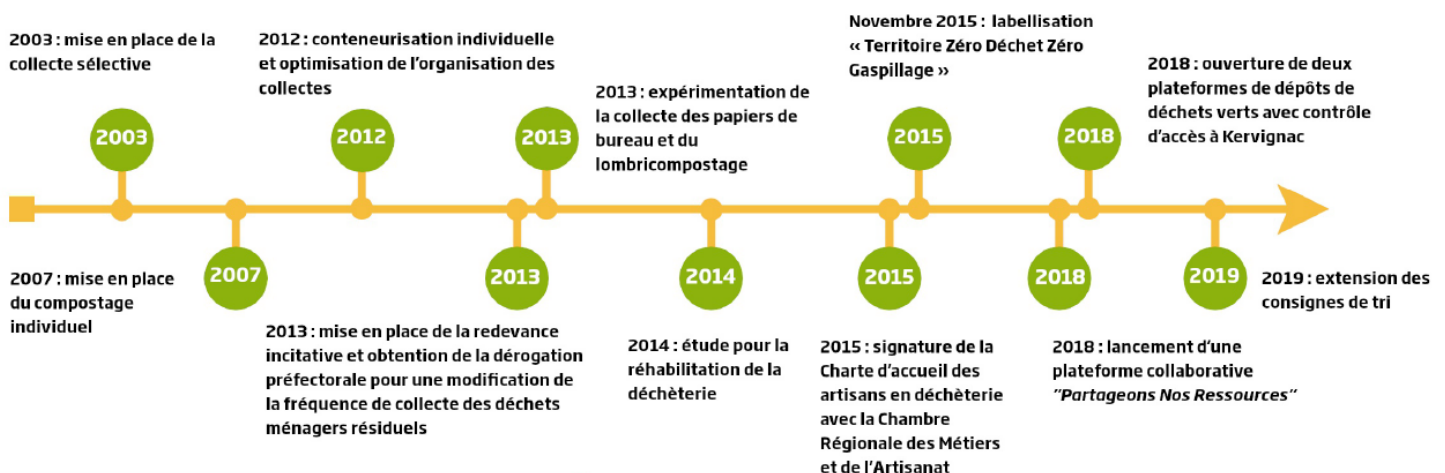 2003 : mise en place de la
collecte sélective
2012 : conteneurisation individuelle
et optimisation de l'organisation des
collectes
2013 : expérimentation de
la collecte des papiers de
bureau et du
lombricompostage
Novembre 2015 : labellisation
« Territoire Zéro Déchet Zéro
Gaspillage »
2018 : ouverture de deux
plateformes de dépôts de
déchets verts avec contrôle
d'accès à Kervignac
2003
2012
2013
2015
2018
2007
2013
2014
2015
2018
2019
2007 : mise en place
du compostage
individuel
2013 : mise en place de la redevance
incitative et obtention de la dérogation
préfectorale pour une modification de
la fréquence de collecte des déchets
ménagers résiduels
2014 : étude pour la
réhabilitation de la
déchèterie
2015 : signature de la
Charte d'accueil des
artisans en déchèterie
avec la Chambre
Régionale des Métiers
et de l'Artisanat
2018 : lancement d'une
plateforme collaborative
"Partageons Nos Ressources"
2019 : extension des
consignes de tri